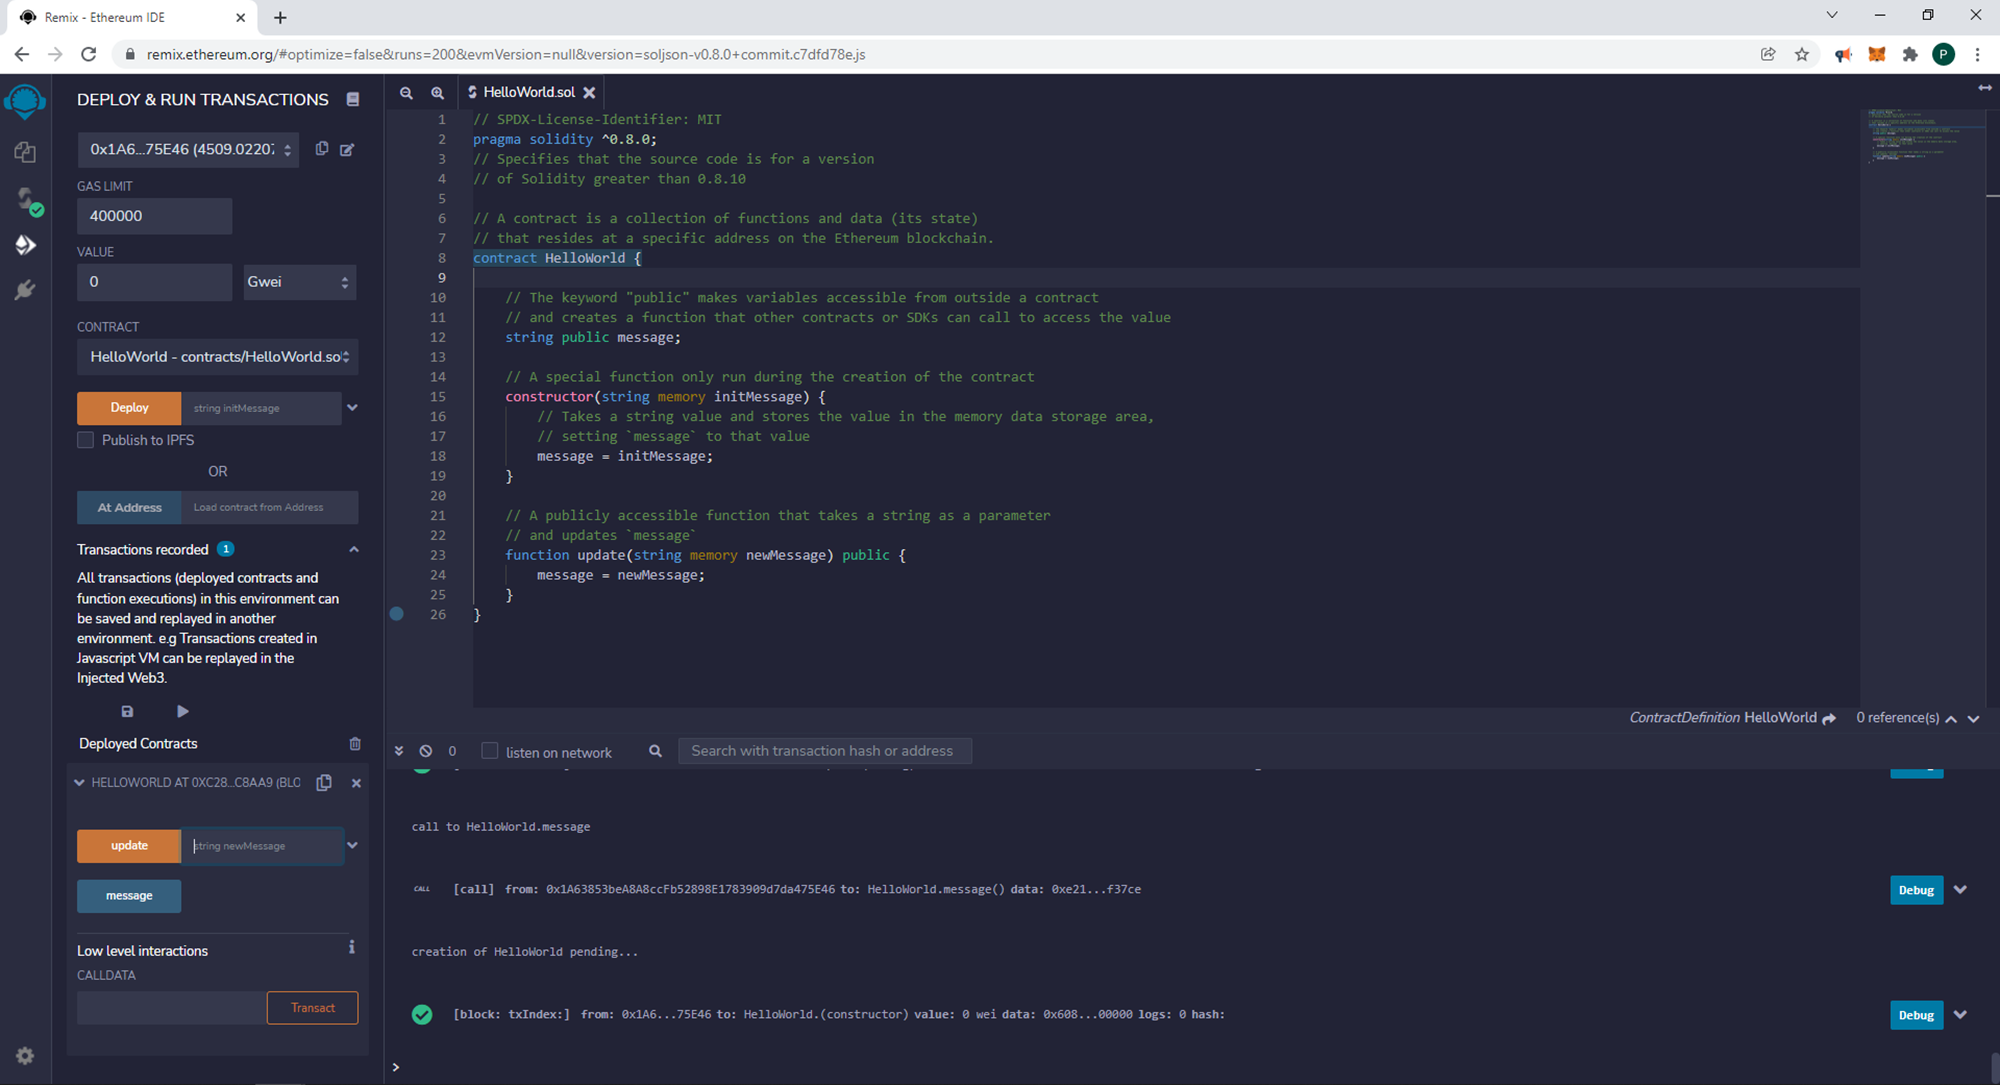 Remix - Ethereum IDE
remix.ethereum.org/#optimize=false&runs=200&evmVersion=null&version=soljson-v0.8.0+commit.c7dfd78e.js
P
DEPLOY & RUN TRANSACTIONS
0x1A6...75E46 (4509.02207
GAS LIMIT
400000
VALUE
0
Gwei
CONTRACT
HelloWorld - contracts/HelloWorld.so
Deploy
string initMessage
Publish to IPFS
OR
At Address
Load contract from Address
Transactions recorded 1
All transactions (deployed contracts and
function executions) in this environment can
be saved and replayed in another
environment. e.g Transactions created in
Javascript VM can be replayed in the
Injected Web3.
Deployed Contracts
HELLOWORLD AT 0XC28...C8AA9 (BLO
update
string newMessage
message
Low level interactions
i
CALLDATA
Transact
HelloWorld.sol
1 // SPDX-License-Identifier: MIT
2 pragma solidity ^0.8.0;
3 // Specifies that the source code is for a version
4 // of Solidity greater than 0.8.10
5
6 // A contract is a collection of functions and data (its state)
7 // that resides at a specific address on the Ethereum blockchain.
8 contract HelloWorld {
9
10 // The keyword "public" makes variables accessible from outside a contract
11 // and creates a function that other contracts or SDKs can call to access the value
12 string public message;
13
14 // A special function only run during the creation of the contract
15 constructor(string memory initMessage) {
16 // Takes a string value and stores the value in the memory data storage area,
17 // setting `message` to that value
18 message = initMessage;
19 }
20
21 // A publicly accessible function that takes a string as a parameter
22 // and updates `message`
23 function update(string memory newMessage) public {
24 message = newMessage;
25 }
26 }
ContractDefinition HelloWorld 0 reference(s)
0 listen on network Search with transaction hash or address
call to HelloWorld.message
CALL [call] from: 0x1A63853beA8A8ccFb52898E1783909d7da475E46 to: HelloWorld.message() data: 0xe21...f37ce
Debug
creation of HelloWorld pending...
[block: txIndex:] from: 0x1A6...75E46 to: HelloWorld.(constructor) value: 0 wei data: 0x608...00000 logs: 0 hash:
Debug
>